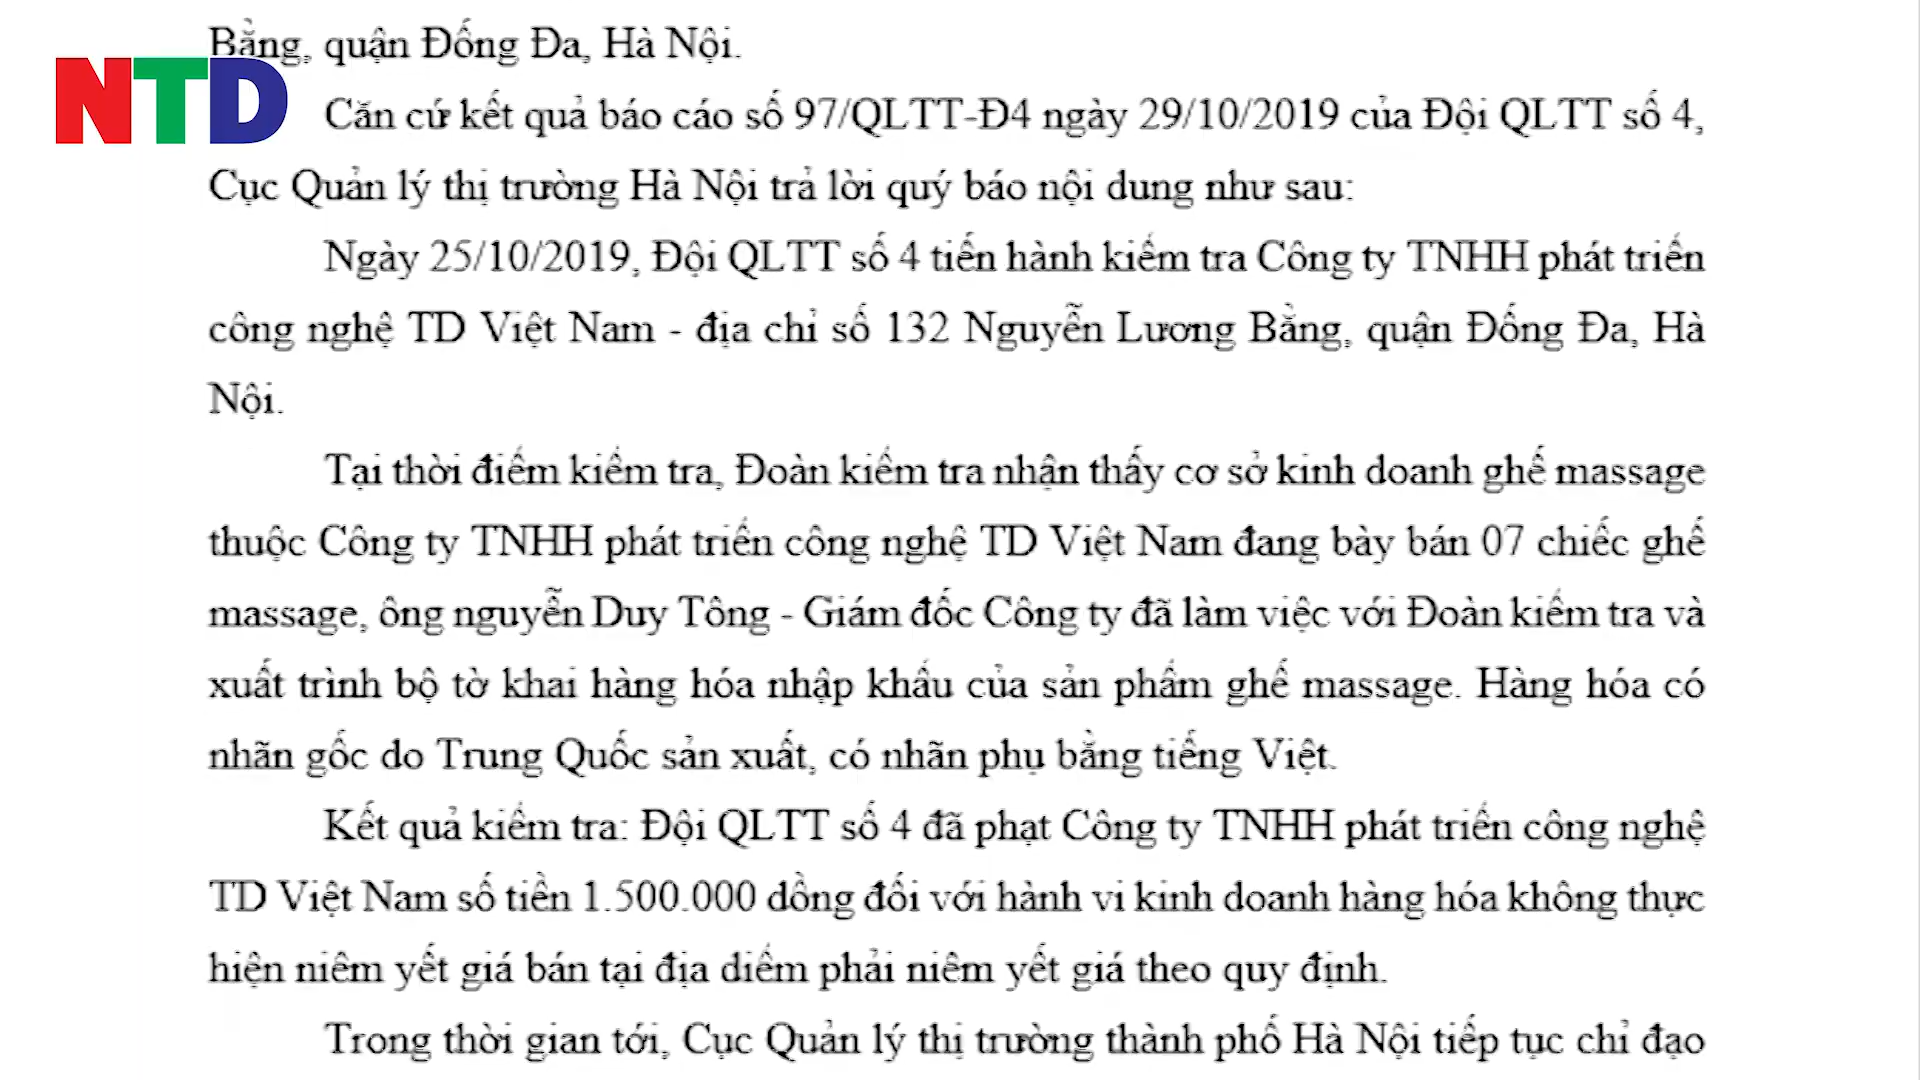 Bằng, quận Đống Đa, Hà Nội.
NTD
Căn cứ kết quả báo cáo số 97/QLTT-Đ4 ngày 29/10/2019 của Đội QLTT số 4,
Cục Quản lý thị trường Hà Nội trả lời quý báo nội dung như sau:
Ngày 25/10/2019, Đội QLTT số 4 tiến hành kiểm tra Công ty TNHH phát triển
công nghệ TD Việt Nam - địa chỉ số 132 Nguyễn Lương Bằng, quận Đống Đa, Hà
Nội.
Tại thời điểm kiểm tra, Đoàn kiểm tra nhận thấy cơ sở kinh doanh ghế massage
thuộc Công ty TNHH phát triển công nghệ TD Việt Nam đang bày bán 07 chiếc ghế
massage, ông nguyễn Duy Tông - Giám đốc Công ty đã làm việc với Đoàn kiểm tra và
xuất trình bộ tờ khai hàng hóa nhập khẩu của sản phẩm ghế massage. Hàng hóa có
nhãn gốc do Trung Quốc sản xuất, có nhãn phụ bằng tiếng Việt.
Kết quả kiểm tra: Đội QLTT số 4 đã phạt Công ty TNHH phát triển công nghệ
TD Việt Nam số tiền 1.500.000 dồng đối với hành vi kinh doanh hàng hóa không thực
hiện niêm yết giá bán tại địa diểm phải niêm yết giá theo quy định.
Trong thời gian tới, Cục Quản lý thị trường thành phố Hà Nội tiếp tục chỉ đạo